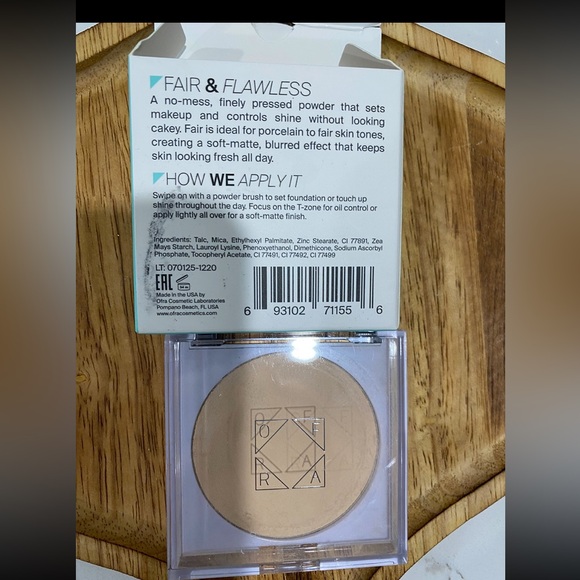 FAIR & FLAWLESS
A no-mess, finely pressed powder that sets
makeup and controls shine without looking
cakey. Fair is ideal for porcelain to fair skin tones,
creating a soft-matte, blurred effect that keeps
skin looking fresh all day.
HOW WE APPLY IT
Swipe on with a powder brush to set foundation or touch up
shine throughout the day. Focus on the T-zone for oil control or
apply lightly all over for a soft-matte finish.
Ingredients: Talc, Mica, Ethylhexyl Palmitate, Zinc Stearate, CI 77891, Zea
Mays Starch, Lauroyl Lysine, Phenoxyethanol, Dimethicone, Sodium Ascorbyl
Phosphate, Tocopheryl Acetate, CI 77491, CI 77492, CI 77499
LT: 070125-1220
EAC
Made in the USA by
Ofra Cosmetic Laboratories
Pompano Beach, FL USA
www.ofracosmetics.com
6 93102 71155 6
O F
R A